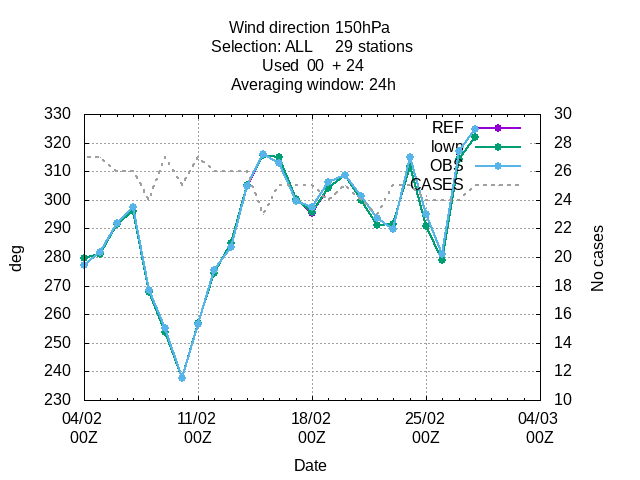 Wind direction 150hPa
Selection: ALL 29 stations
Used 00 + 24
Averaging window: 24h
330 30
REF
320 28
lown
310 26
OBS
CASES
300 24
290 22
280 20
270 18
260 16
250 14
240 12
230 10
deg
No cases
04/02 11/02 18/02 25/02 04/03
00Z 00Z 00Z 00Z 00Z
Date